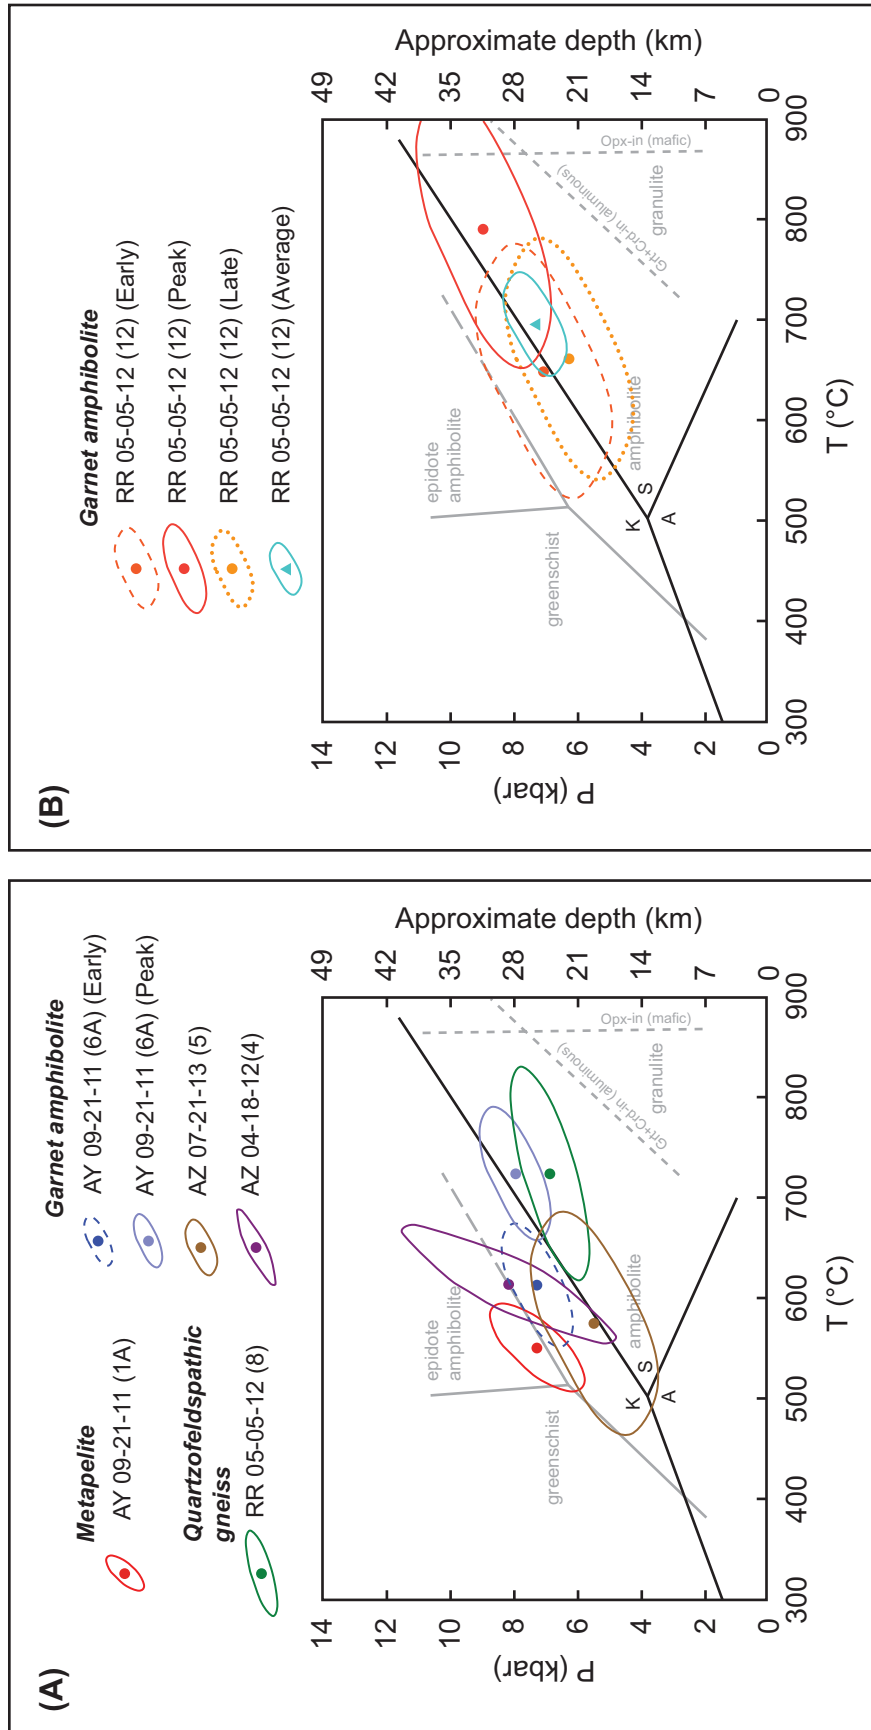 (A)
Metapelite
AY 09-21-11 (1A)
Quartzofeldspathic
gneiss
RR 05-05-12 (8)
Garnet amphibolite
AY 09-21-11 (6A) (Early)
AY 09-21-11 (6A) (Peak)
AZ 07-21-13 (5)
AZ 04-18-12(4)
P (kbar)
14
12
10
8
6
4
2
0
Approximate depth (km)
49
42
35
28
21
14
7
0
T (°C)
300
400
500
600
700
800
900
greenschist
epidote
amphibolite
amphibolite
granulite
Grt+Crd-in (aluminous)
Opx-in (mafic)
K
S
A
(B)
Garnet amphibolite
RR 05-05-12 (12) (Early)
RR 05-05-12 (12) (Peak)
RR 05-05-12 (12) (Late)
RR 05-05-12 (12) (Average)
P (kbar)
14
12
10
8
6
4
2
0
Approximate depth (km)
49
42
35
28
21
14
7
0
T (°C)
300
400
500
600
700
800
900
greenschist
epidote
amphibolite
amphibolite
granulite
Grt+Crd-in (aluminous)
Opx-in (mafic)
K
S
A